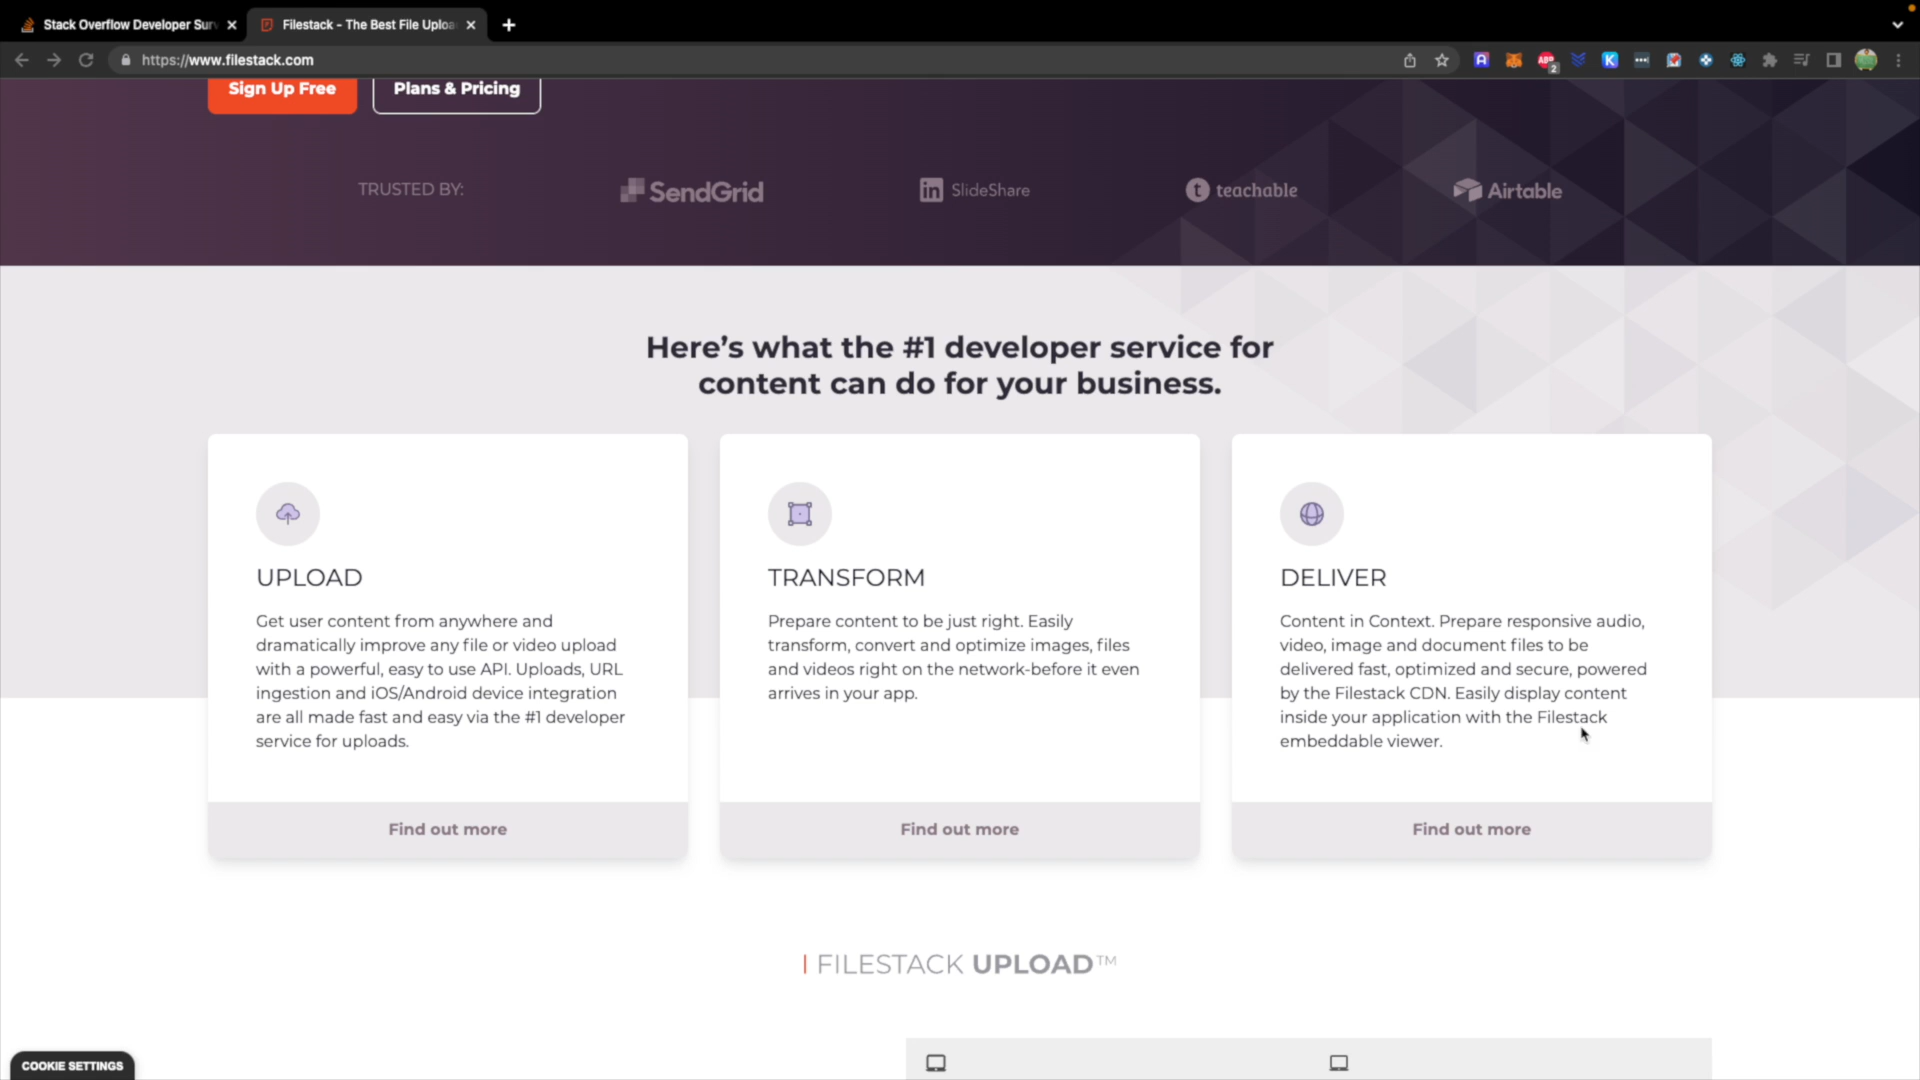 Stack Overflow Developer Sur
Filestack - The Best File Uploa
https://www.filestack.com
ABP
2
K
Sign Up Free
Plans & Pricing
TRUSTED BY:
SendGrid
in SlideShare
t teachable
Airtable
Here’s what the #1 developer service for
content can do for your business.
UPLOAD
Get user content from anywhere and
dramatically improve any file or video upload
with a powerful, easy to use API. Uploads, URL
ingestion and iOS/Android device integration
are all made fast and easy via the #1 developer
service for uploads.
Find out more
TRANSFORM
Prepare content to be just right. Easily
transform, convert and optimize images, files
and videos right on the network-before it even
arrives in your app.
Find out more
DELIVER
Content in Context. Prepare responsive audio,
video, image and document files to be
delivered fast, optimized and secure, powered
by the Filestack CDN. Easily display content
inside your application with the Filestack
embeddable viewer.
Find out more
FILESTACK UPLOAD™
COOKIE SETTINGS